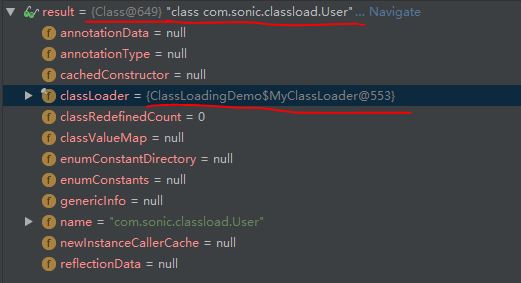 result = {Class@649} "class com.sonic.classload.User"... Navigate
f annotationData = null
f annotationType = null
f cachedConstructor = null
f classLoader = {ClassLoadingDemo$MyClassLoader@553}
f classRedefinedCount = 0
f classValueMap = null
f enumConstantDirectory = null
f enumConstants = null
f genericInfo = null
f name = "com.sonic.classload.User"
f newInstanceCallerCache = null
f reflectionData = null